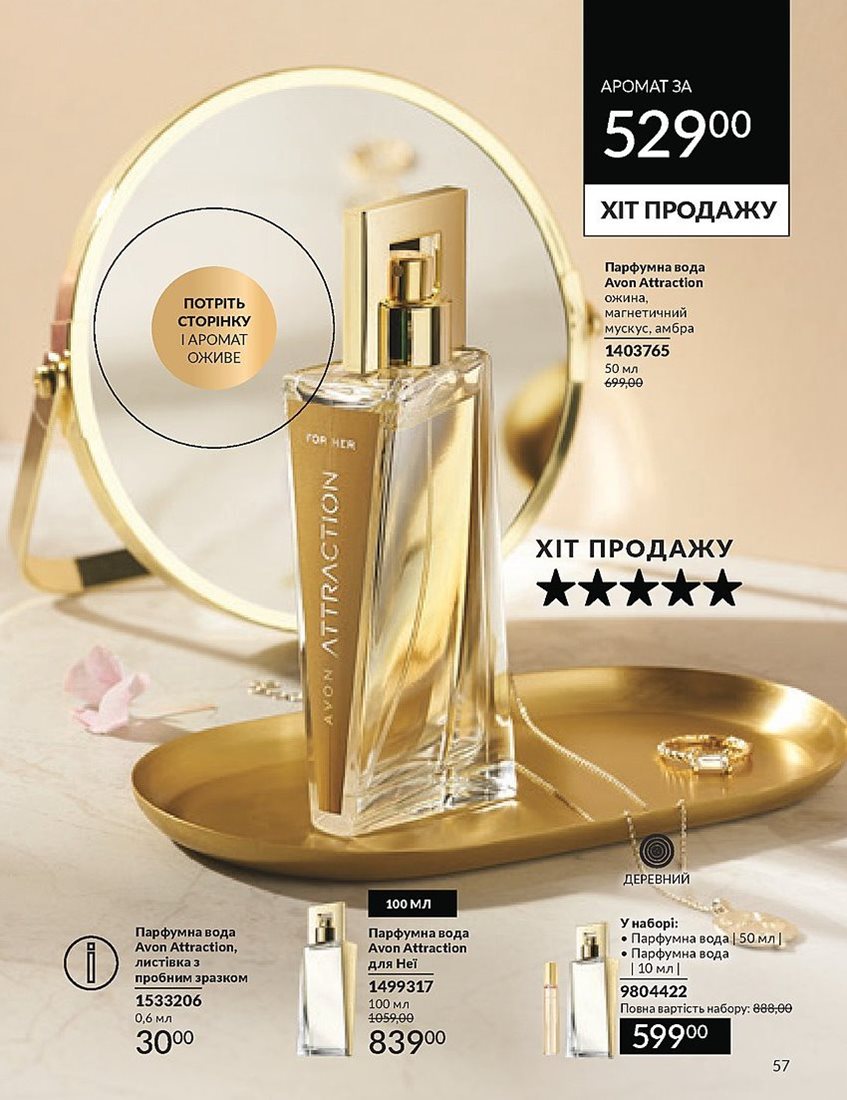 АРОМАТ ЗА
529⁰⁰
ХІТ ПРОДАЖУ
Парфумна вода
Avon Attraction
ожина,
магнетичний
мускус, амбра
1403765
50 мл
699,00
ПОТРІТЬ
СТОРІНКУ
І АРОМАТ
ОЖИВЕ
FOR HER
AVON ATTRACTION
ХІТ ПРОДАЖУ
★★★★★
ДЕРЕВНИЙ
i
Парфумна вода
Avon Attraction,
листівка з
пробним зразком
1533206
0,6 мл
30⁰⁰
100 МЛ
Парфумна вода
Avon Attraction
для Неї
1499317
100 мл
1059,00
839⁰⁰
У наборі:
• Парфумна вода | 50 мл |
• Парфумна вода
| 10 мл |
9804422
Повна вартість набору: 888,00
599⁰⁰
57